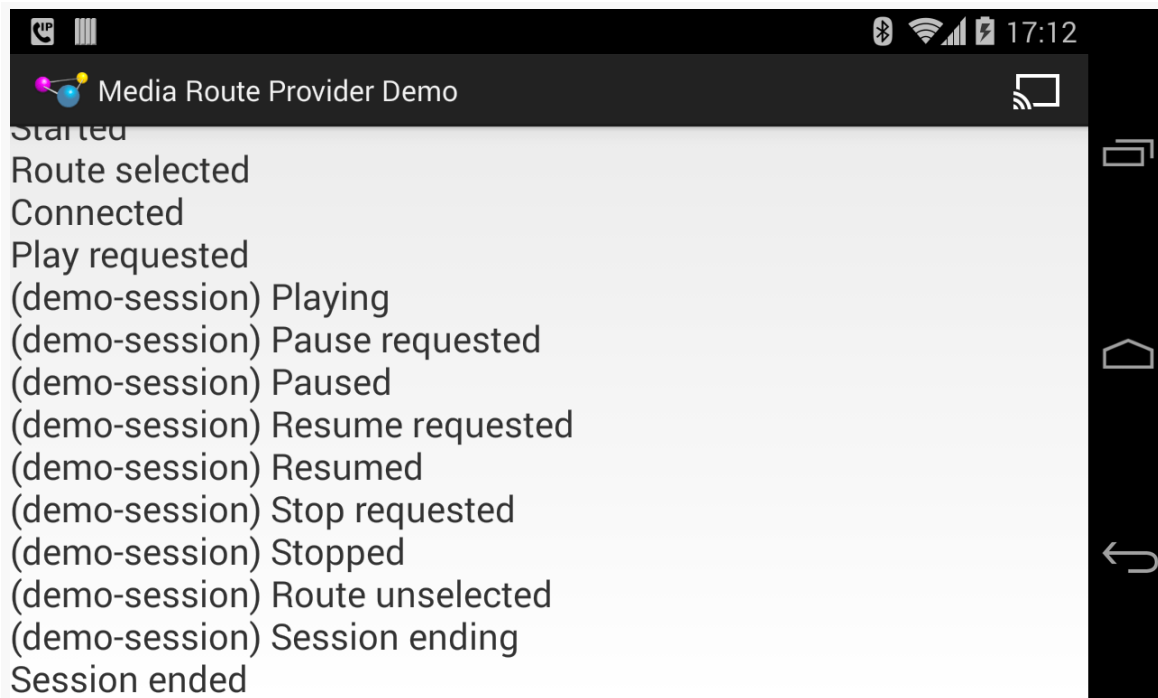 17:12
Media Route Provider Demo
Started
Route selected
Connected
Play requested
(demo-session) Playing
(demo-session) Pause requested
(demo-session) Paused
(demo-session) Resume requested
(demo-session) Resumed
(demo-session) Stop requested
(demo-session) Stopped
(demo-session) Route unselected
(demo-session) Session ending
Session ended